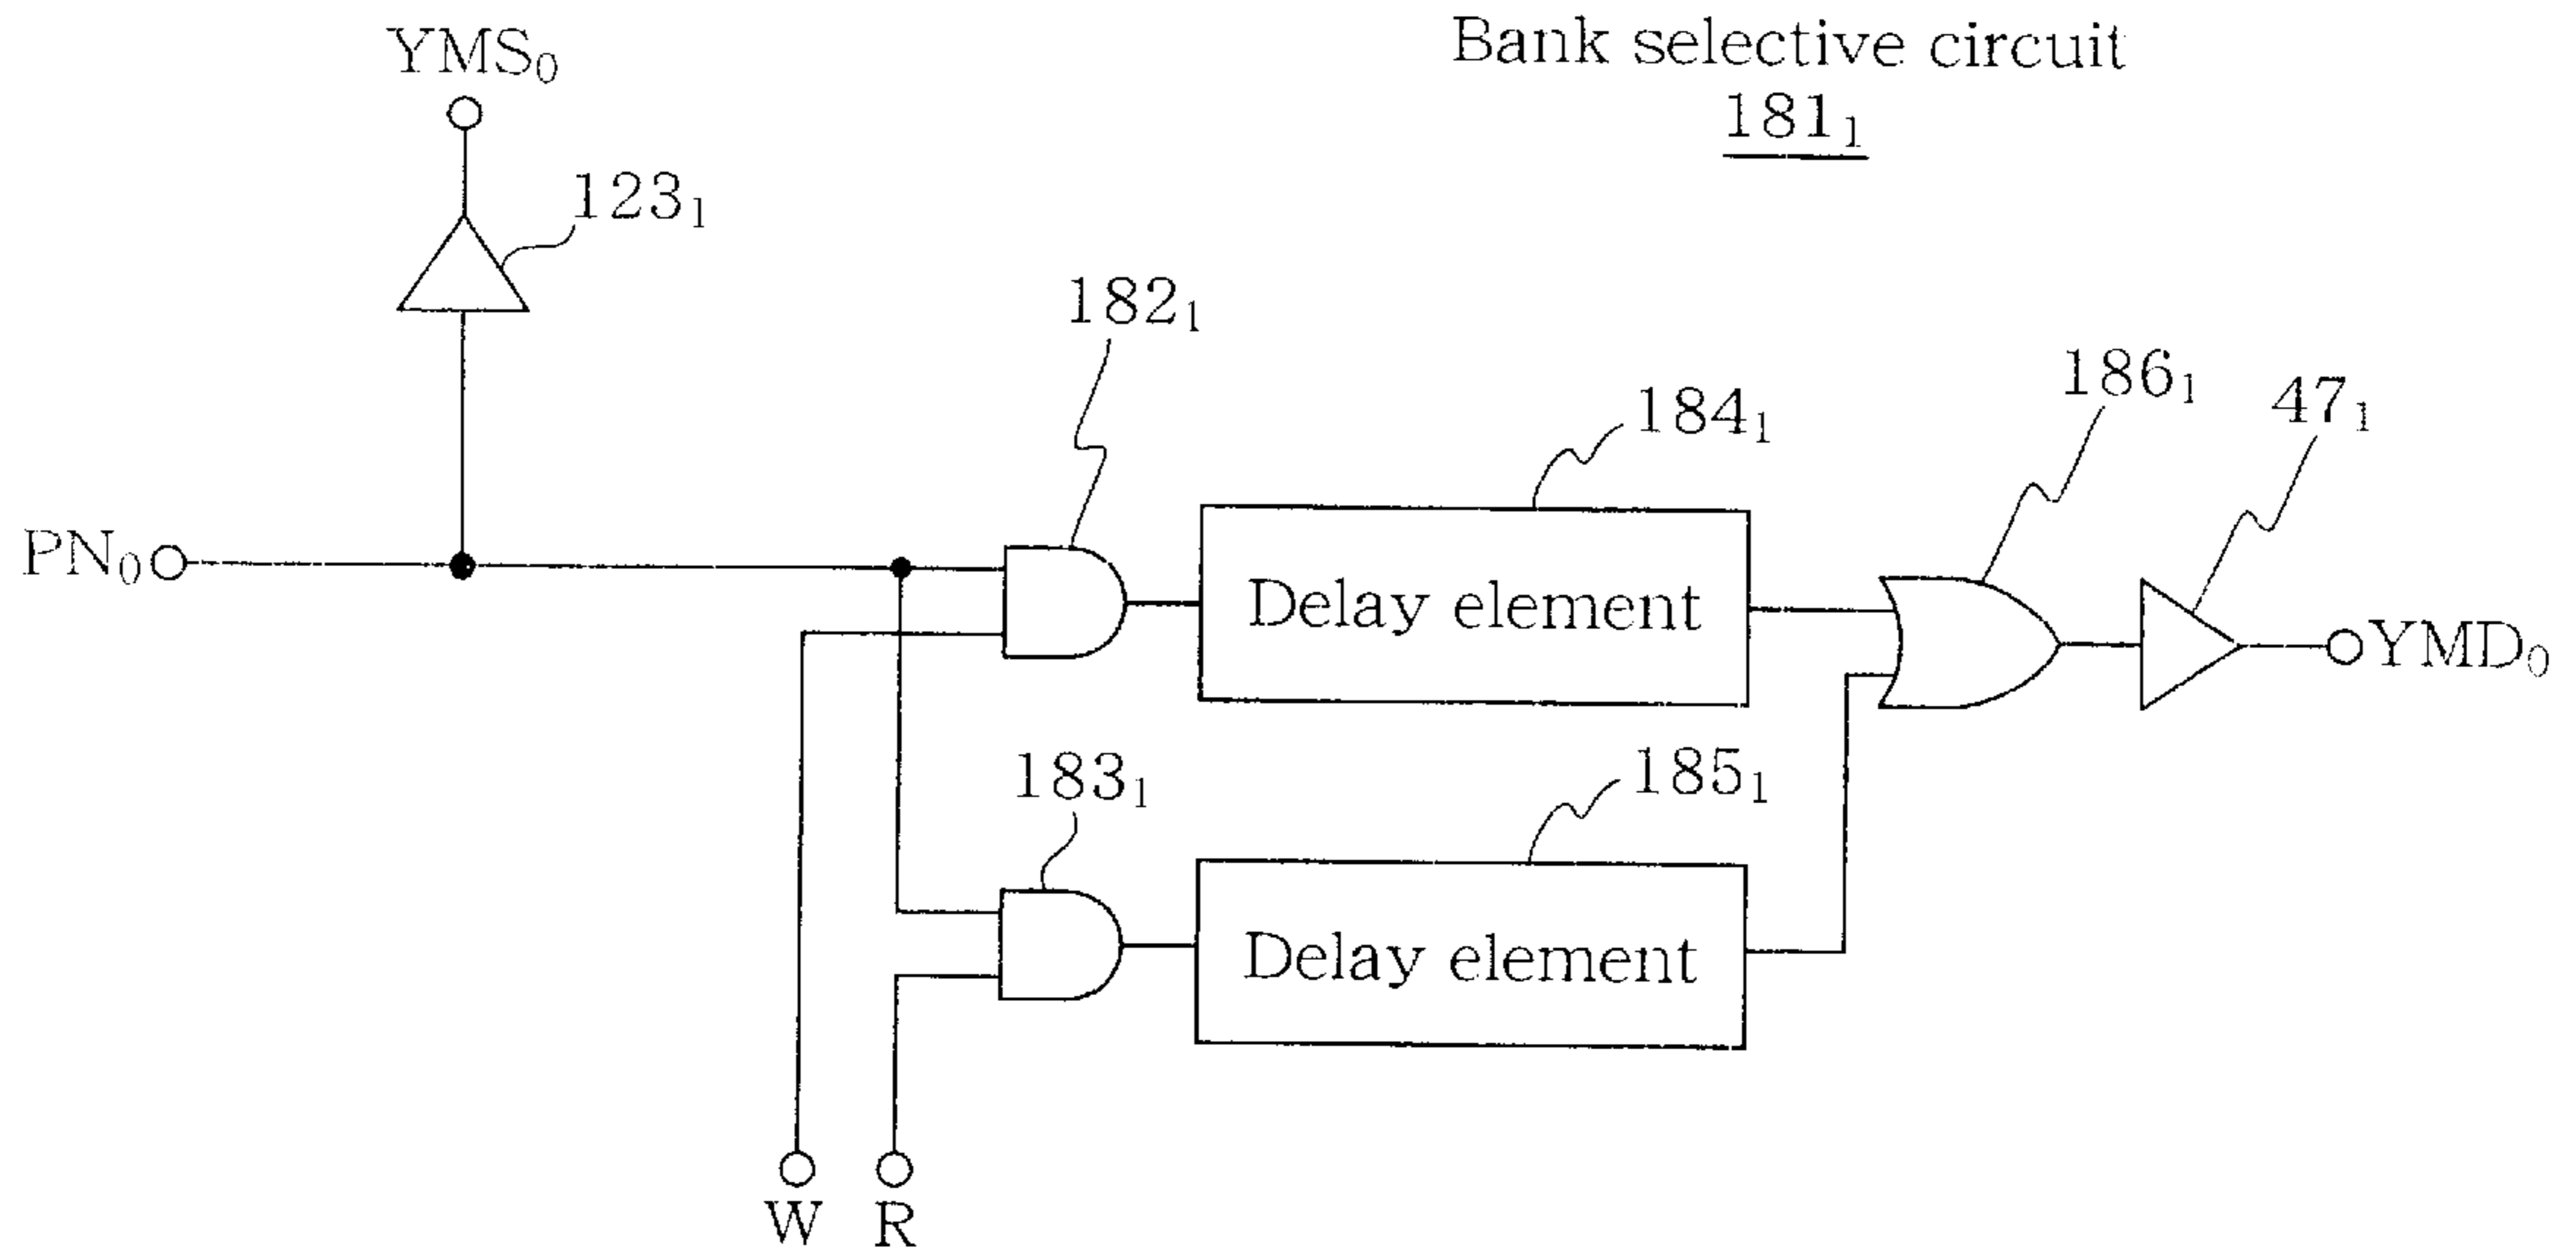 YMS₀
Bank selective circuit
181₁
123₁
182₁
184₁
186₁
47₁
PN₀
Delay element
YMD₀
183₁
185₁
Delay element
W
R